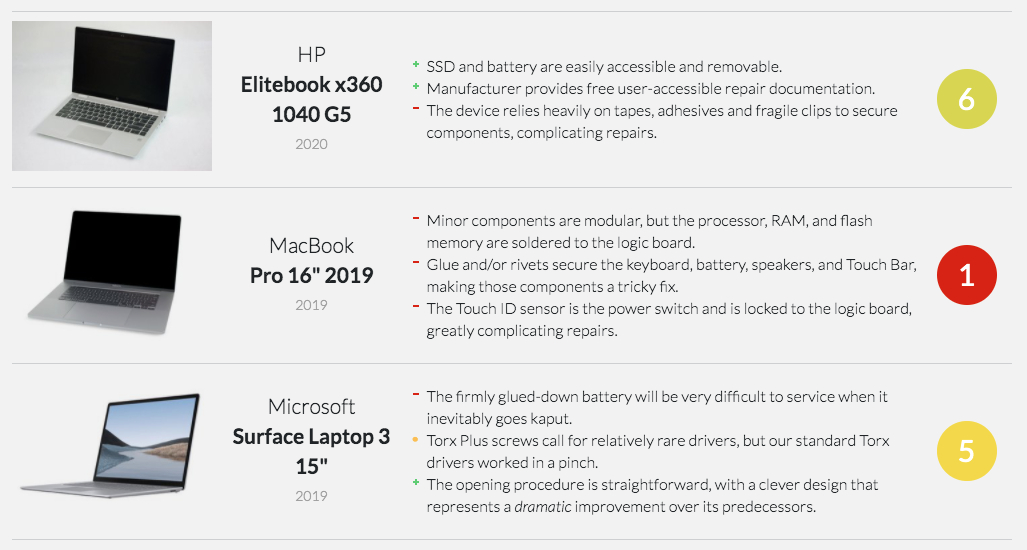 HP
Elitebook x360
1040 G5
2020
+ SSD and battery are easily accessible and removable.
+ Manufacturer provides free user-accessible repair documentation.
- The device relies heavily on tapes, adhesives and fragile clips to secure
components, complicating repairs.
6
MacBook
Pro 16" 2019
2019
- Minor components are modular, but the processor, RAM, and flash
memory are soldered to the logic board.
- Glue and/or rivets secure the keyboard, battery, speakers, and Touch Bar,
making those components a tricky fix.
- The Touch ID sensor is the power switch and is locked to the logic board,
greatly complicating repairs.
1
Microsoft
Surface Laptop 3
15"
2019
- The firmly glued-down battery will be very difficult to service when it
inevitably goes kaput.
• Torx Plus screws call for relatively rare drivers, but our standard Torx
drivers worked in a pinch.
+ The opening procedure is straightforward, with a clever design that
represents a dramatic improvement over its predecessors.
5